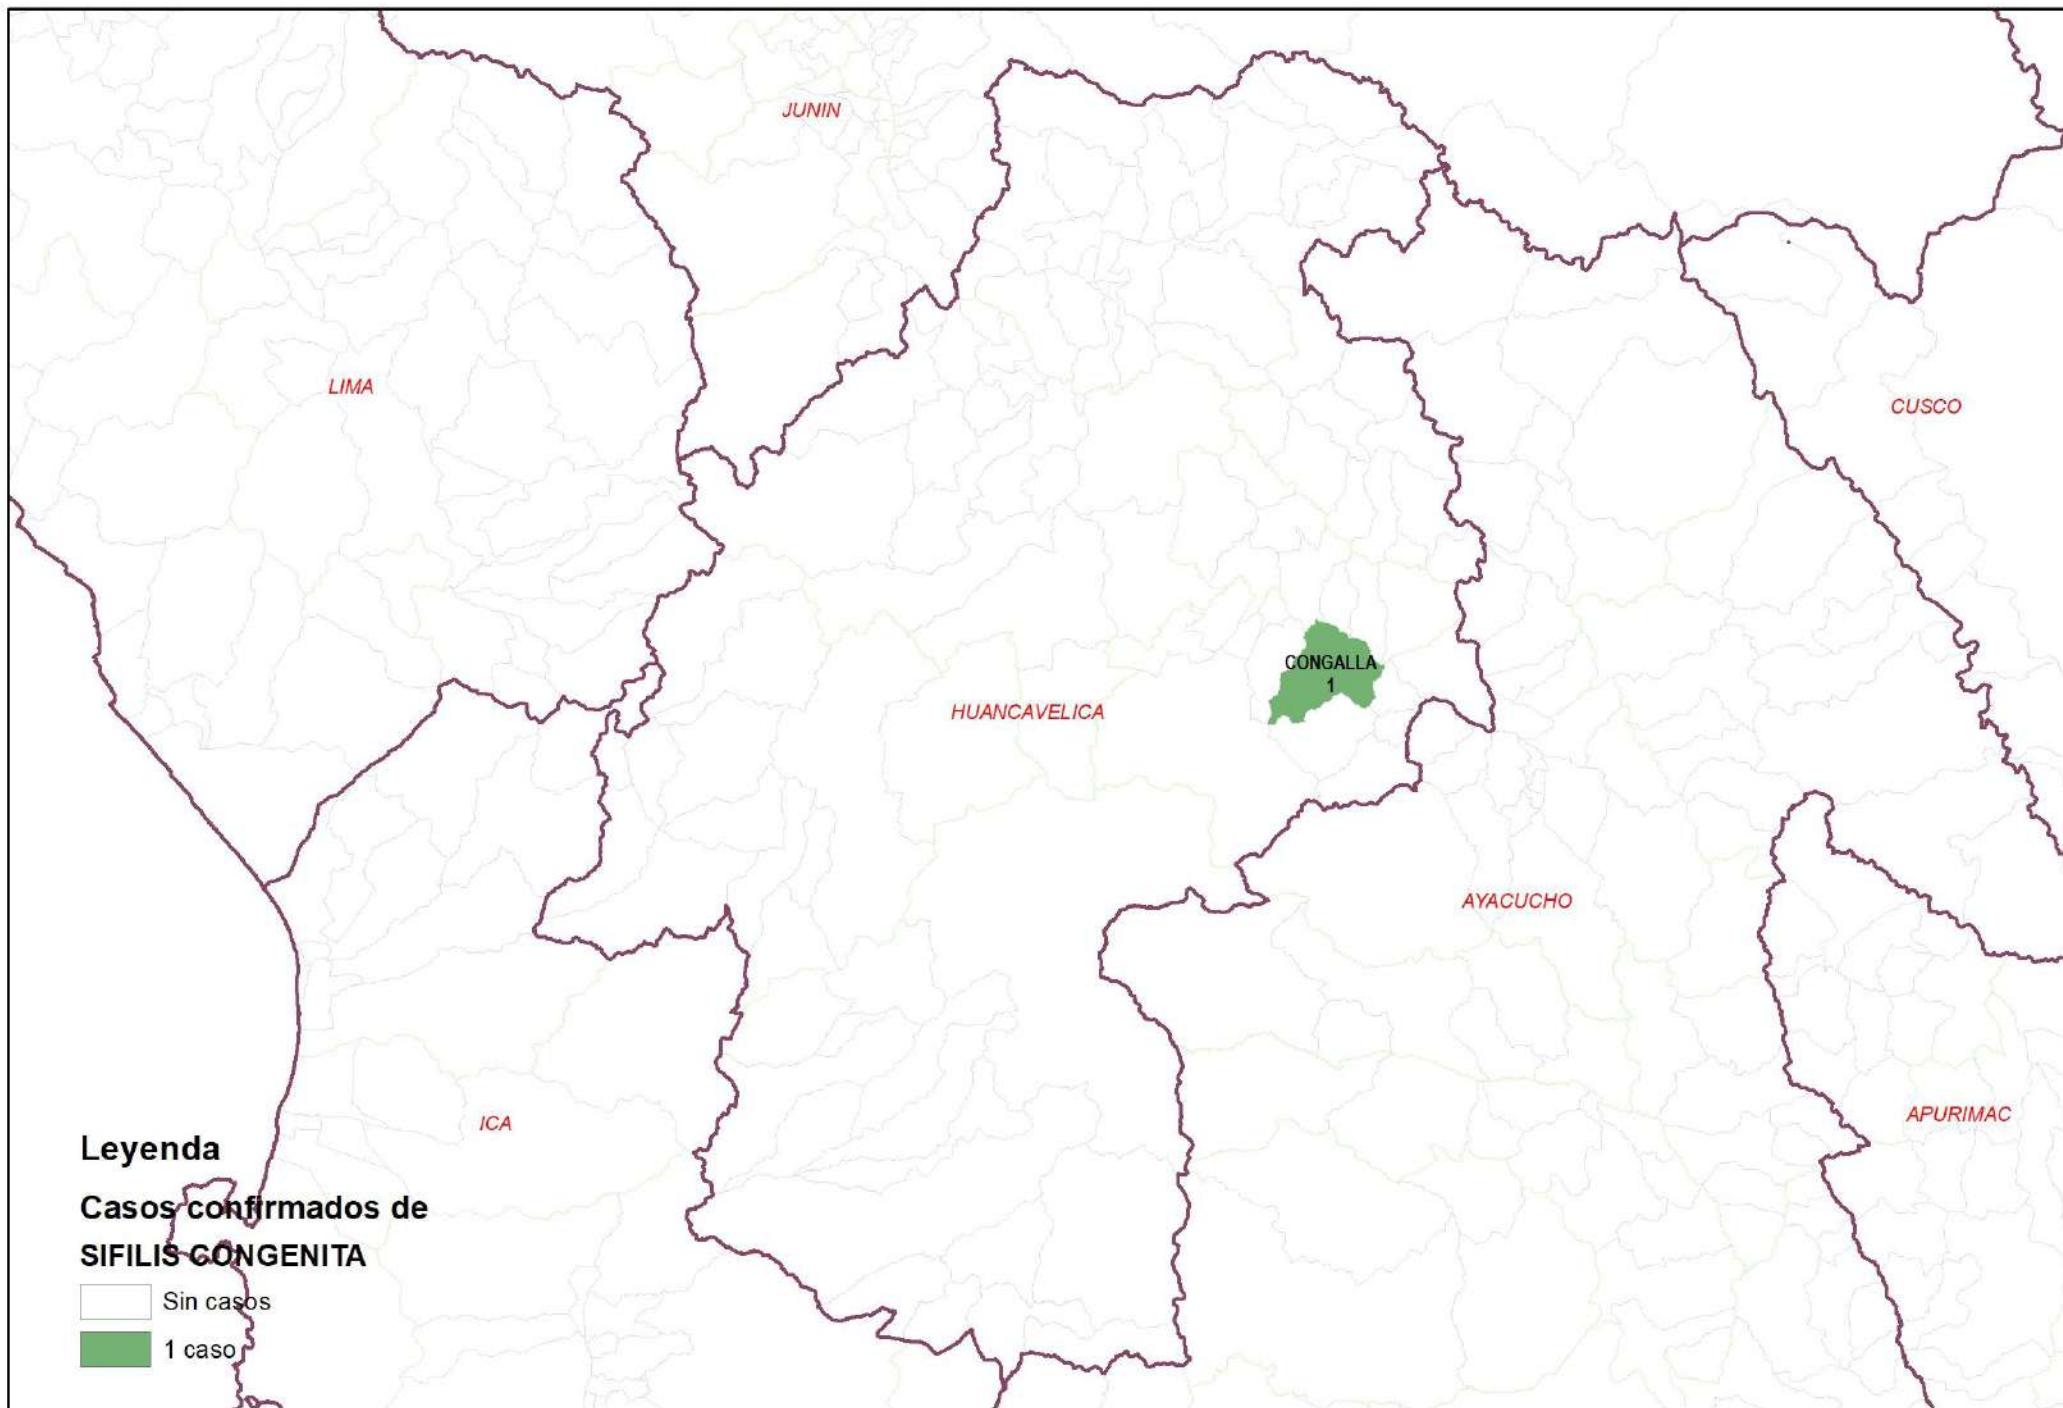 JUNIN
LIMA
CUSCO
CONGALLA
1
HUANCAVELICA
AYACUCHO
ICA
APURIMAC
Leyenda
Casos confirmados de
SIFILIS CONGENITA
Sin casos
1 caso